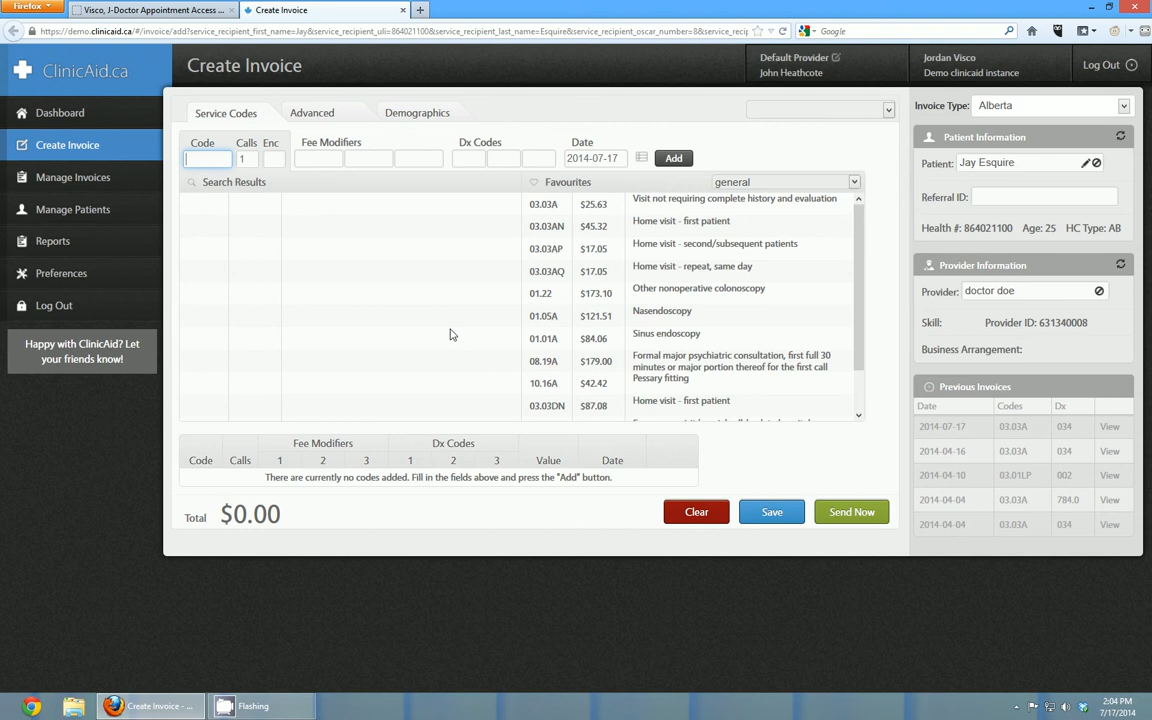 Firefox
Visco, J-Doctor Appointment Access ...
Create Invoice
https://demo.clinicaid.ca/#/invoice/add?service_recipient_first_name=Jay&service_recipient_uli=864021100&service_recipient_last_name=Esquire&service_recipient_oscar_number=8&service_recip
Google
ClinicAid.ca
Create Invoice
Default Provider
John Heathcote
Jordan Visco
Demo clinicaid instance
Log Out
Dashboard
Create Invoice
Manage Invoices
Manage Patients
Reports
Preferences
Log Out
Happy with ClinicAid? Let
your friends know!
Service Codes
Advanced
Demographics
Code Calls Enc Fee Modifiers Dx Codes Date
1 2014-07-17 Add
Search Results
Favourites general
03.03A $25.63 Visit not requiring complete history and evaluation
03.03AN $45.32 Home visit - first patient
03.03AP $17.05 Home visit - second/subsequent patients
03.03AQ $17.05 Home visit - repeat, same day
01.22 $173.10 Other nonoperative colonoscopy
01.05A $121.51 Nasendoscopy
01.01A $84.06 Sinus endoscopy
08.19A $179.00 Formal major psychiatric consultation, first full 30
minutes or major portion thereof for the first call
10.16A $42.42 Pessary fitting
03.03DN $87.08 Home visit - first patient
Fee Modifiers Dx Codes
Code Calls 1 2 3 1 2 3 Value Date
There are currently no codes added. Fill in the fields above and press the "Add" button.
Total $0.00
Clear Save Send Now
Invoice Type: Alberta
Patient Information
Patient: Jay Esquire
Referral ID:
Health #: 864021100 Age: 25 HC Type: AB
Provider Information
Provider: doctor doe
Skill: Provider ID: 631340008
Business Arrangement:
Previous Invoices
Date Codes Dx
2014-07-17 03.03A 034 View
2014-04-16 03.03A 034 View
2014-04-10 03.01LP 002 View
2014-04-04 03.03A 784.0 View
2014-04-04 03.03A 034 View
Create Invoice - ...
Flashing
2:04 PM
7/17/2014